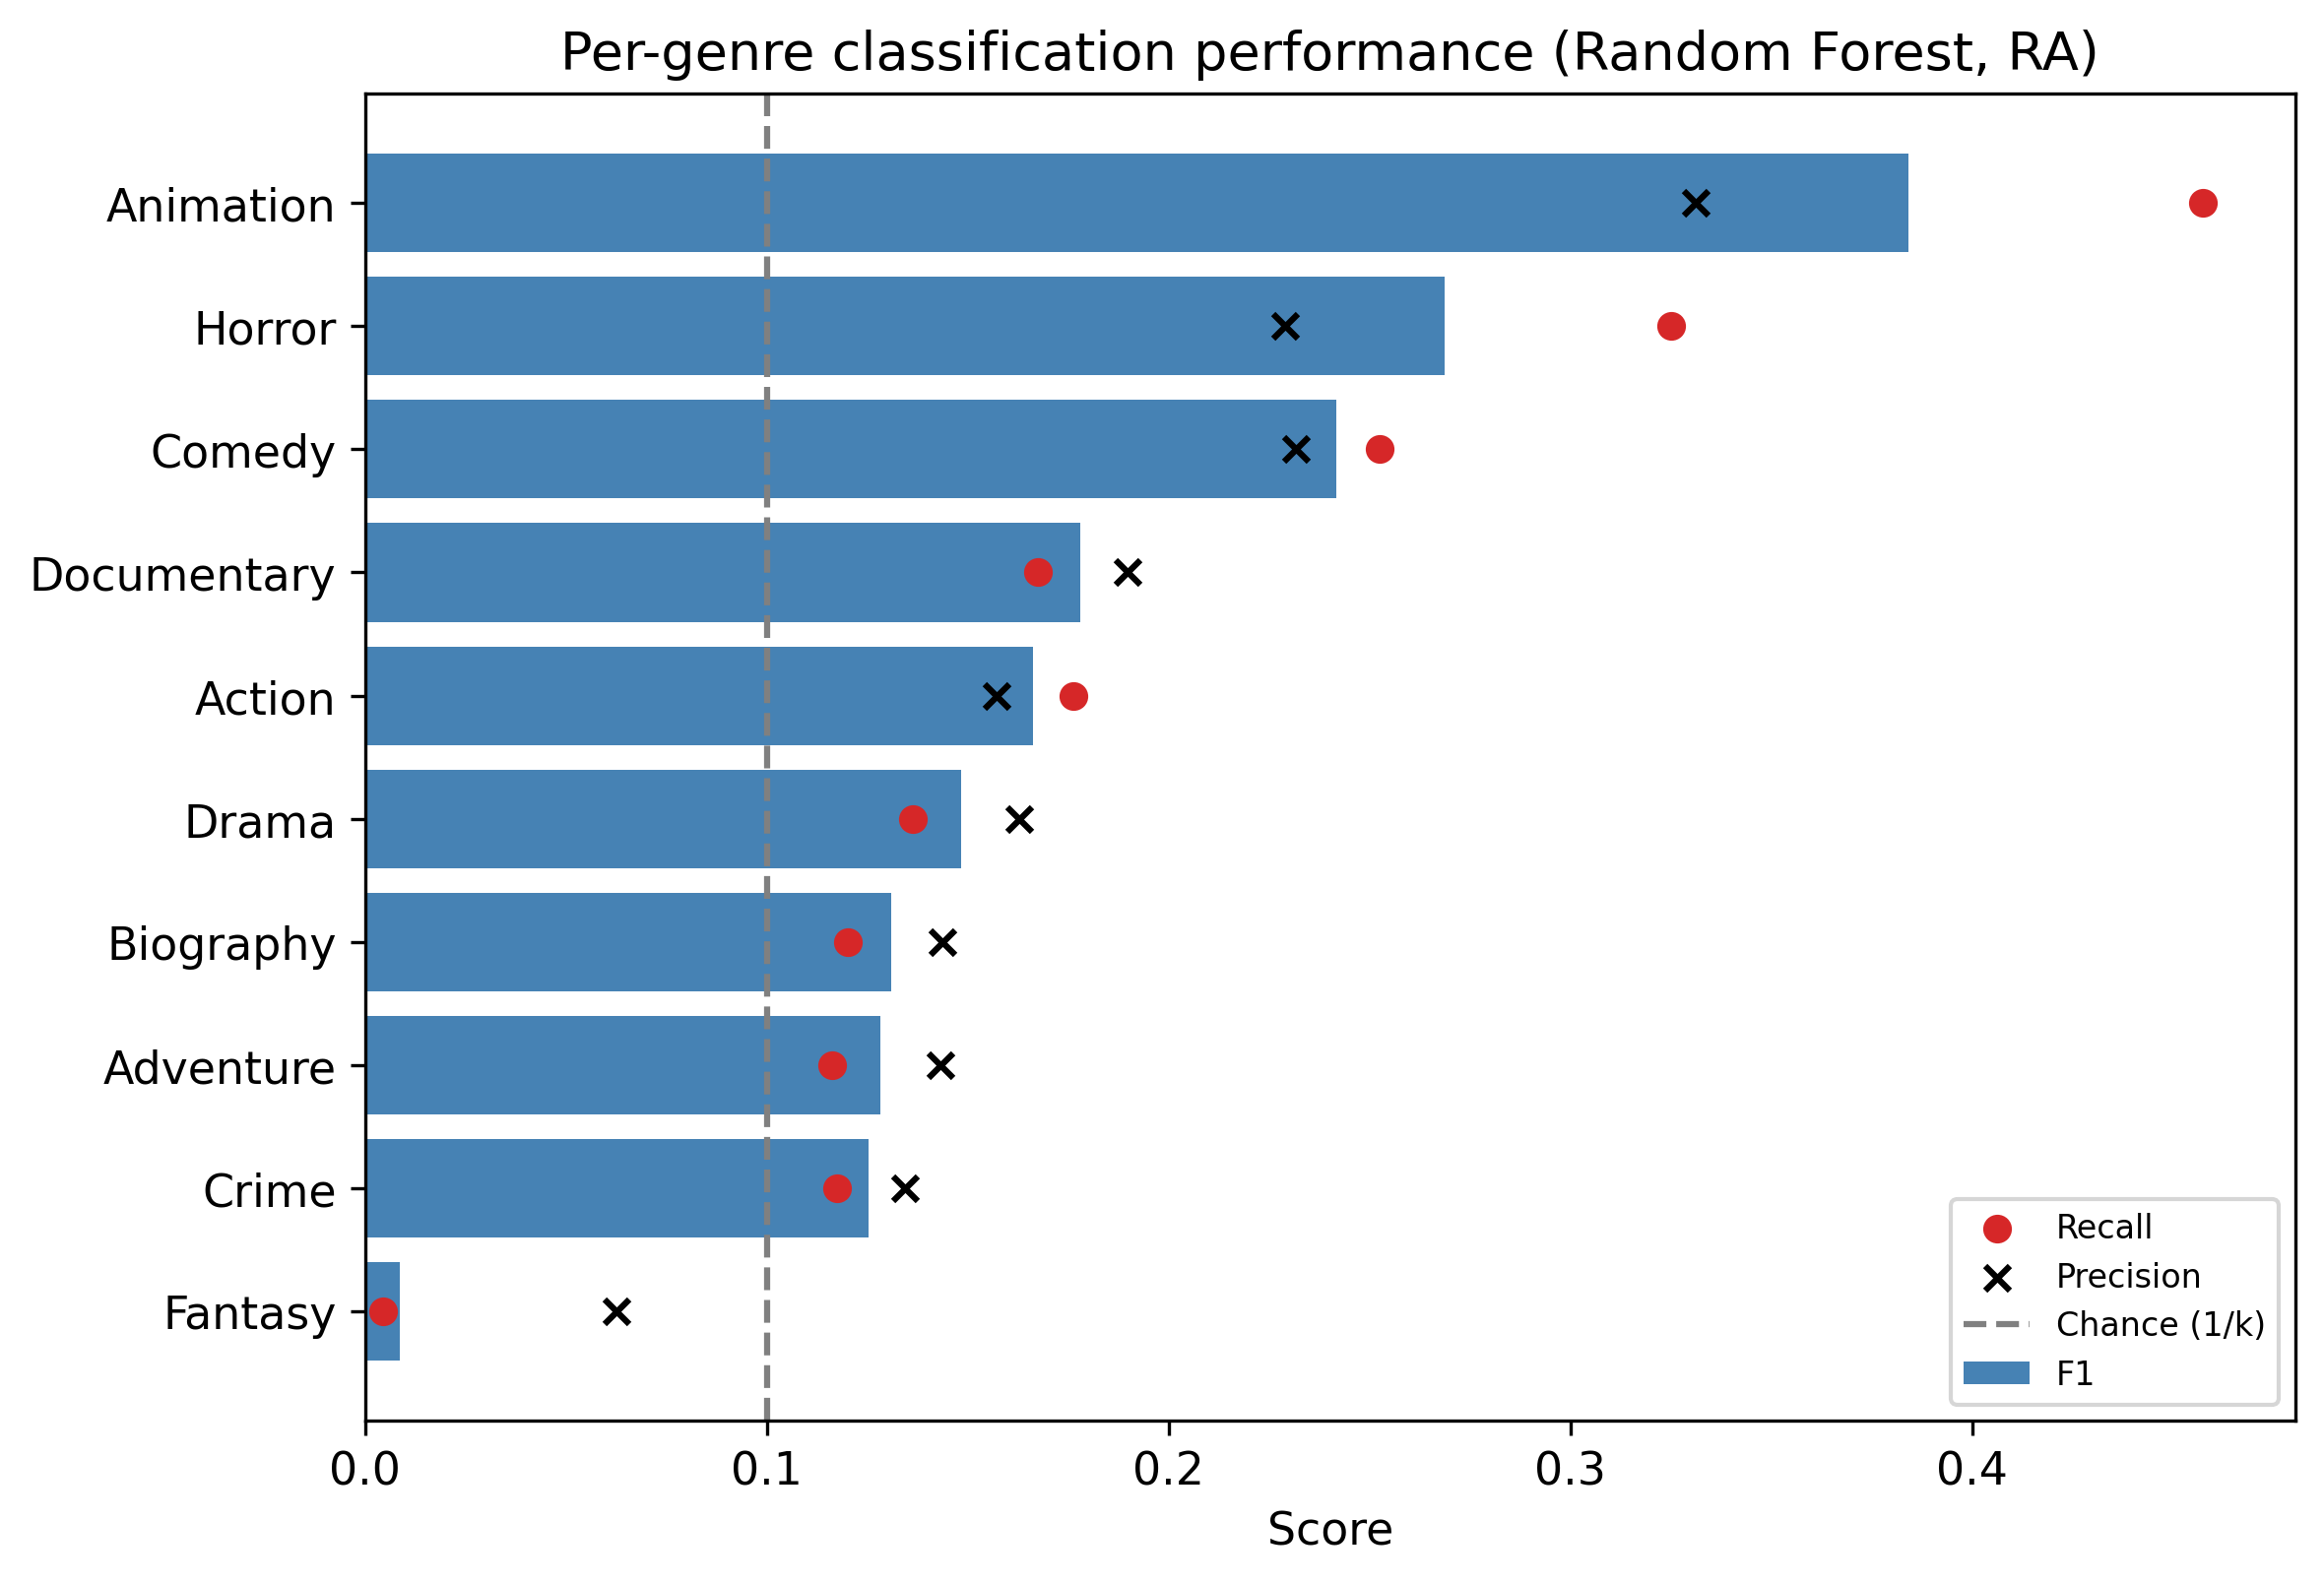 Per-genre classification performance (Random Forest, RA)
Animation
Horror
Comedy
Documentary
Action
Drama
Biography
Adventure
Crime
Fantasy
Recall
Precision
Chance (1/k)
F1
0.0 0.1 0.2 0.3 0.4
Score